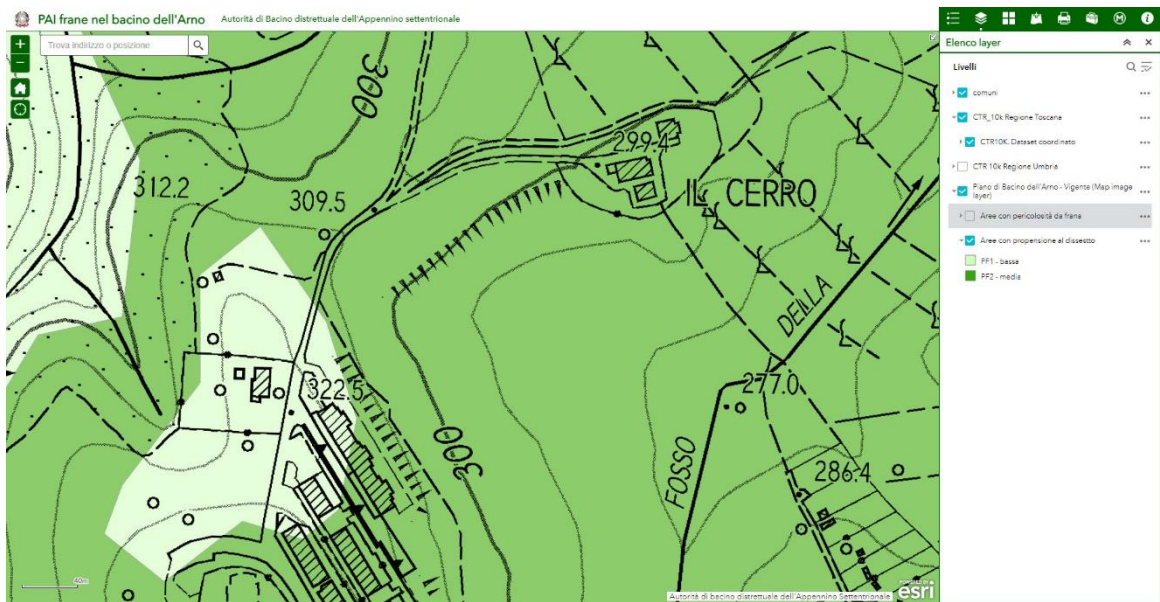 PAI frane nel bacino dell'Arno
Autorità di Bacino distrettuale dell'Appennino settentrionale
Trova indirizzo o posizione
Elenco layer
Livelli
comuni
CTR_10k Regione Toscana
CTR10K. Dataset coordinato
CTR 10k Regione Umbria
Piano di Bacino dell'Arno - Vigente (Map image
layer)
Aree con pericolosità da frana
Aree con propensione al dissesto
PF1 - bassa
PF2 - media
300
299.4
312.2
309.5
IL CERRO
DELLA
322.5
277.0
300
FOSSO
286.4
40m
Autorità di bacino distrettuale dell'Appennino Settentrionale
POWERED BY
esri